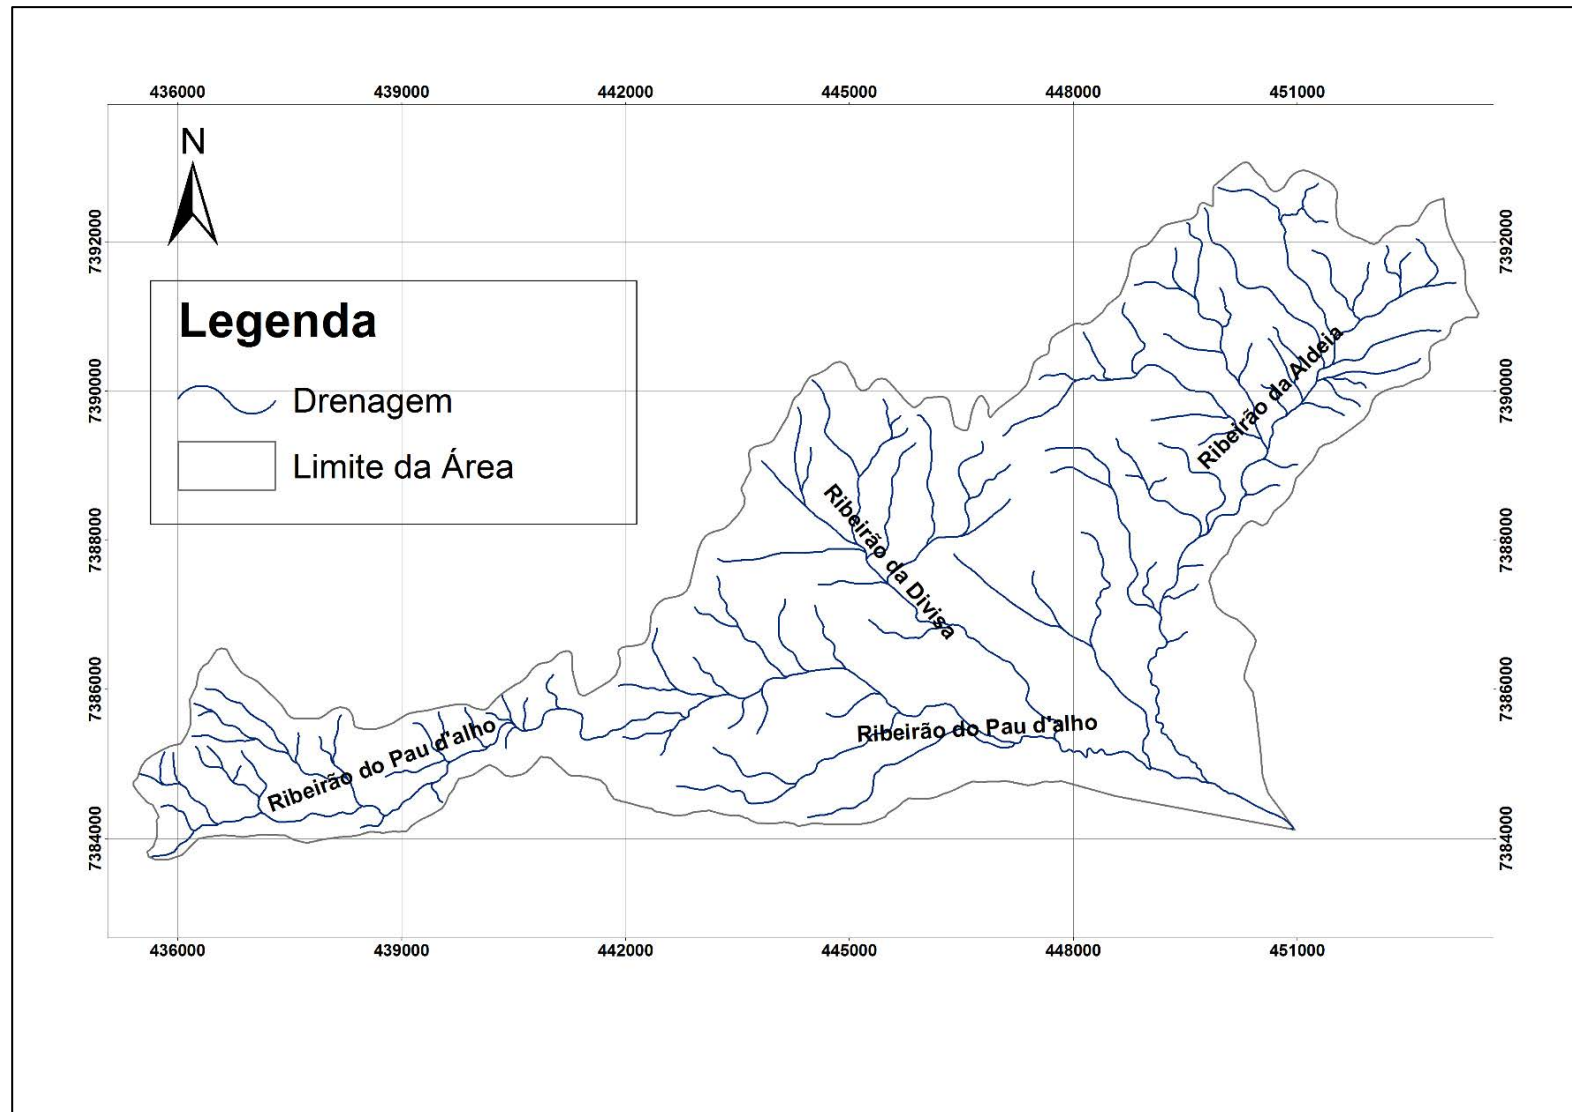 436000 439000 442000 445000 448000 451000
N
7392000 7392000
Legenda
Drenagem
Limite da Área
Ribeirão da Aldeia
7390000 7390000
Ribeirão da Divisa
7388000 7388000
7386000 7386000
Ribeirão do Pau d'alho
Ribeirão do Pau d'alho
7384000 7384000
436000 439000 442000 445000 448000 451000